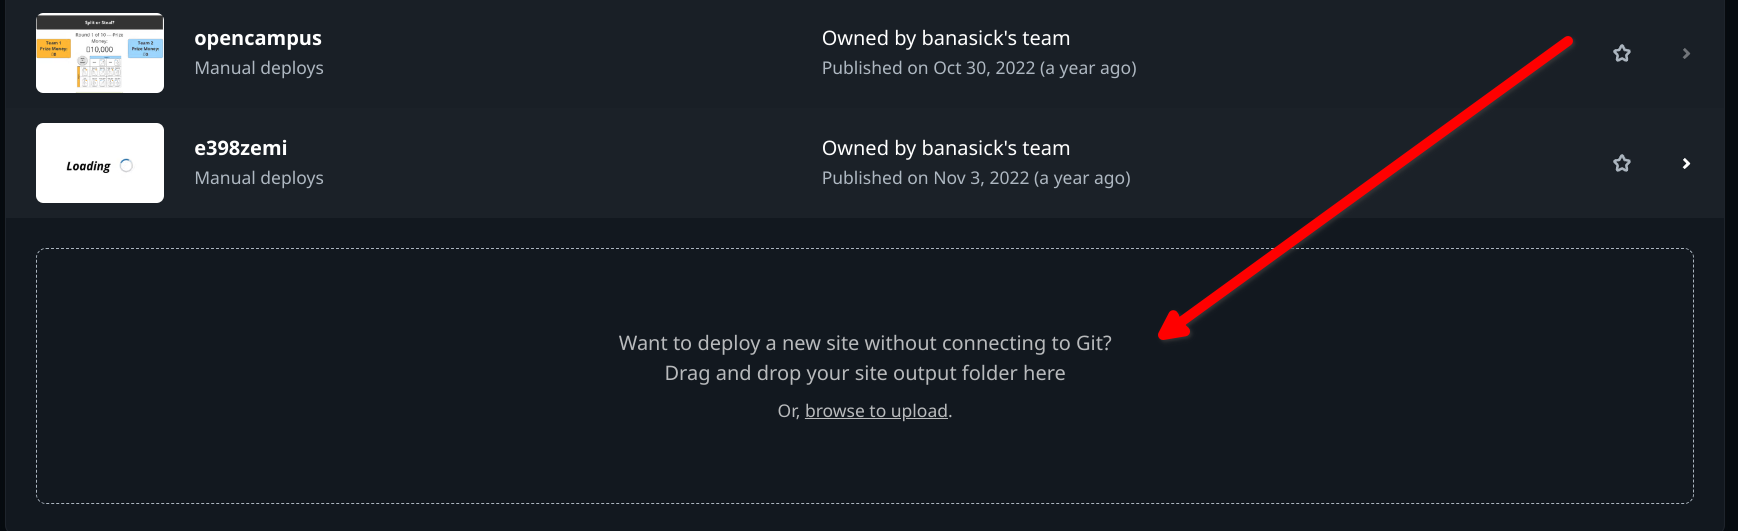 Split or Steal?
Round 1 of 10 — Prize
Money:
▯10,000
Team 1
Prize Money:
Team 2
Prize Money:
opencampus
Manual deploys
Owned by banasick's team
Published on Oct 30, 2022 (a year ago)
Loading
e398zemi
Manual deploys
Owned by banasick's team
Published on Nov 3, 2022 (a year ago)
Want to deploy a new site without connecting to Git?
Drag and drop your site output folder here
Or, browse to upload.